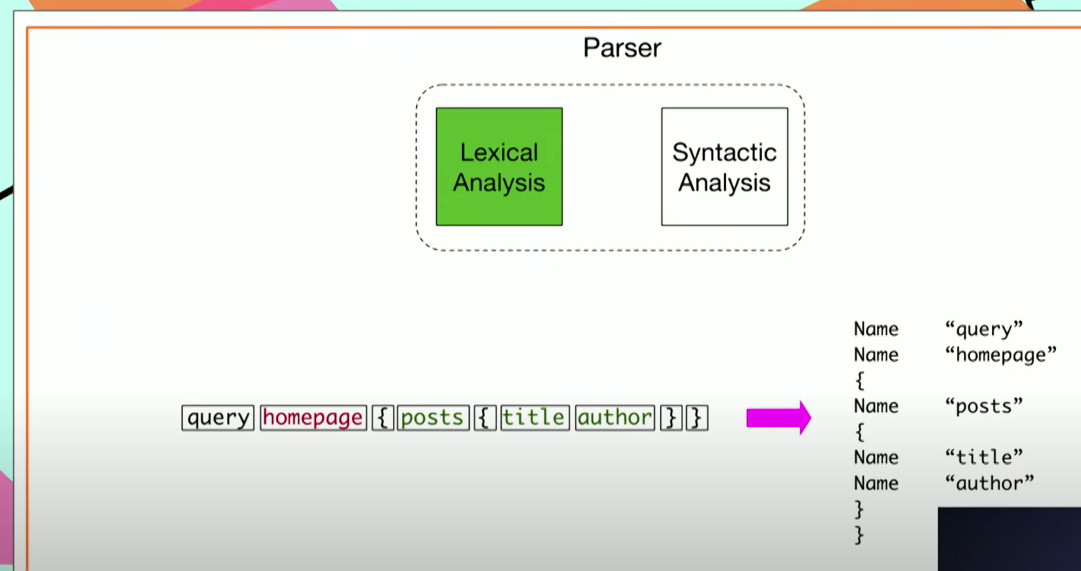 Parser
Lexical
Analysis
Syntactic
Analysis
query homepage { posts { title author } }
Name “query”
Name “homepage”
{
Name “posts”
{
Name “title”
Name “author”
}
}